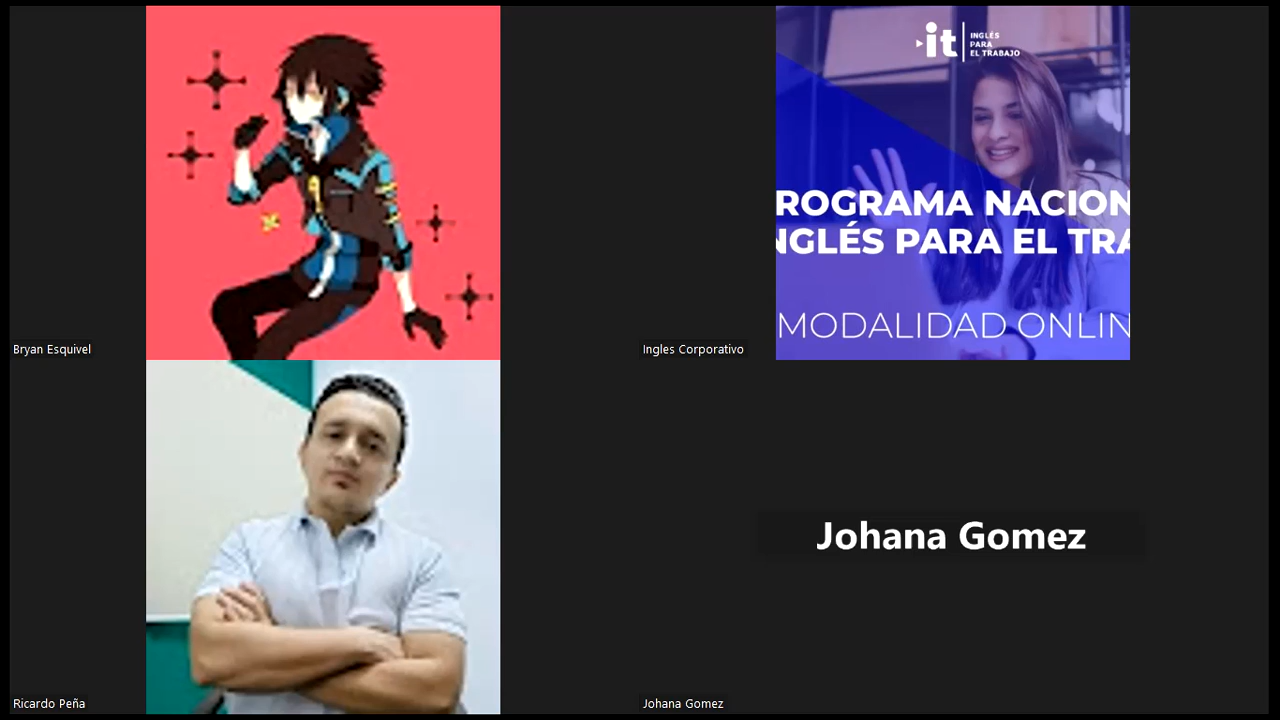 Bryan Esquivel
it
INGLÉS
PARA
EL TRABAJO
ROGRAMA NACION
NGLÉS PARA EL TRA
MODALIDAD ONLIN
Ingles Corporativo
Ricardo Peña
Johana Gomez
Johana Gomez